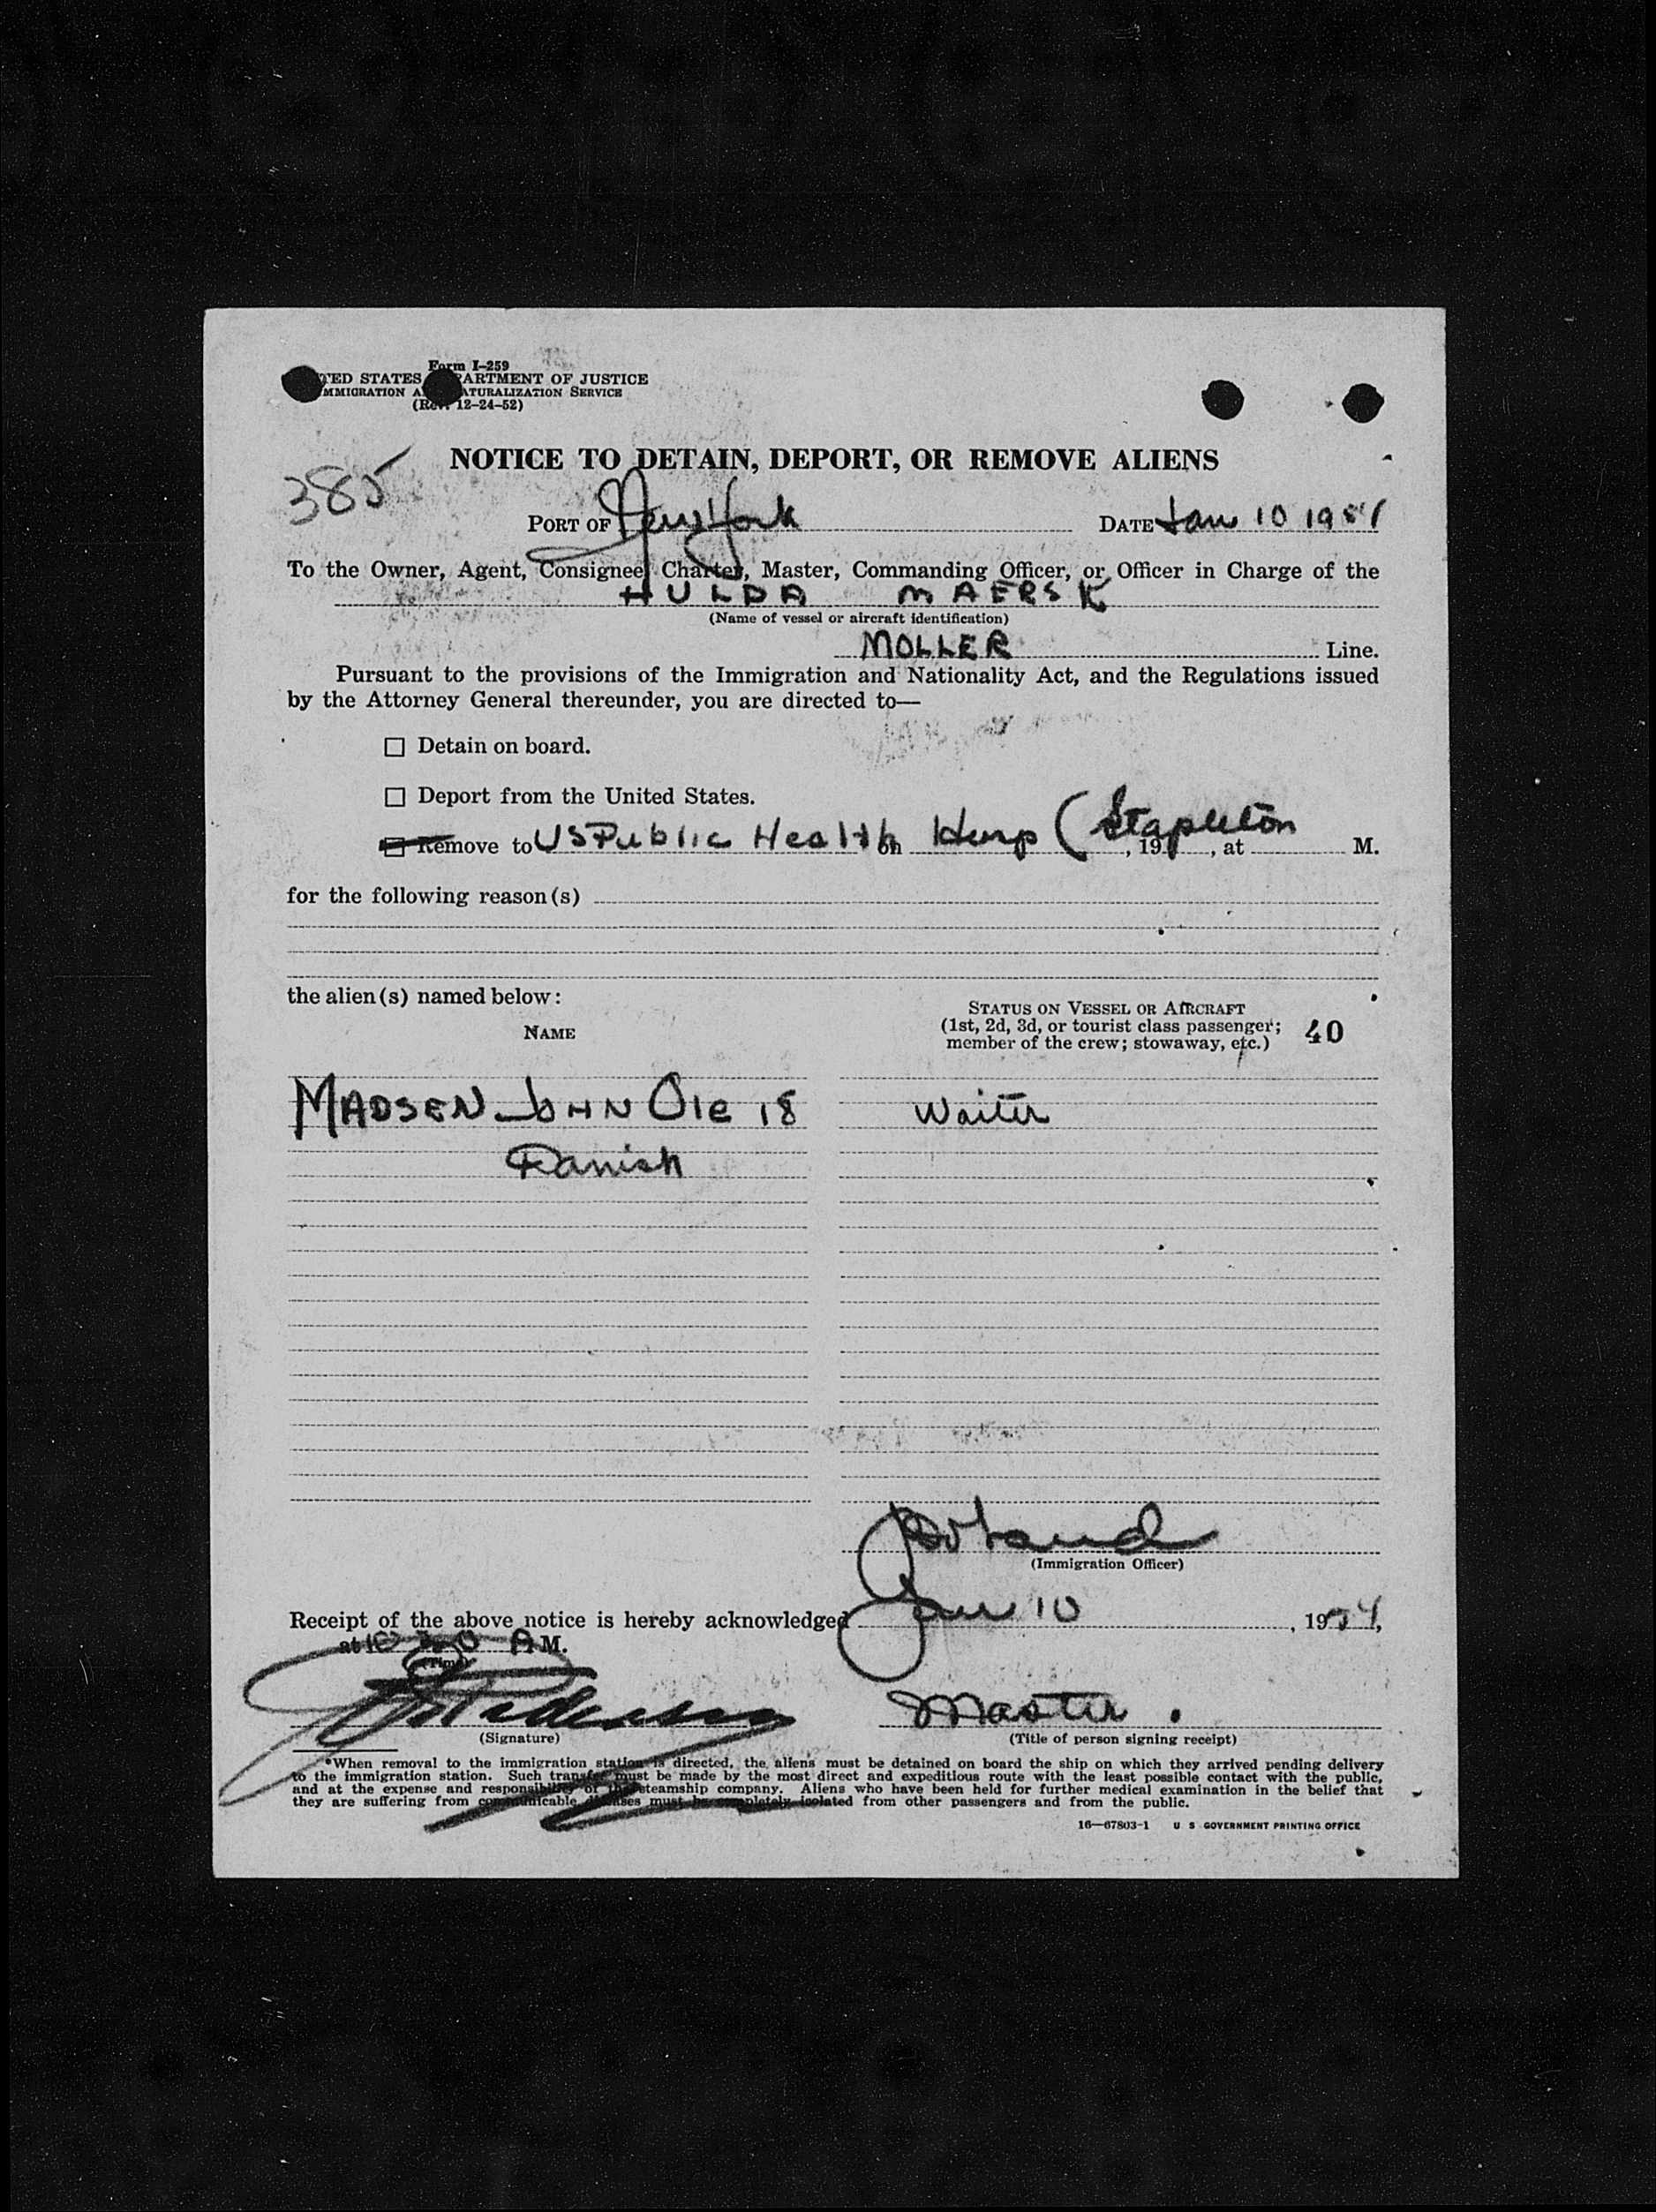 Form I-259
TED STATES PARTMENT OF JUSTICE
MMIGRATION A ATURALIZATION SERVICE
(Rev. 12-24-52)
385
NOTICE TO DETAIN, DEPORT, OR REMOVE ALIENS
PORT OF New York DATE Jan 10 195
To the Owner, Agent, Consignee, Charter, Master, Commanding Officer, or Officer in Charge of the
HULDA MAERSK
(Name of vessel or aircraft identification)
MOLLER Line.
Pursuant to the provisions of the Immigration and Nationality Act, and the Regulations issued
by the Attorney General thereunder, you are directed to—
☐ Detain on board.
☐ Deport from the United States.
☐ Remove to US Public Health on Hosp (Stapleton , 19 , at M.
for the following reason(s)
the alien(s) named below:
NAME
STATUS ON VESSEL OR AIRCRAFT
(1st, 2d, 3d, or tourist class passenger;
member of the crew; stowaway, etc.) 40
MADSEN JOHN Ole 18 Waiter
Danish
(Immigration Officer)
Receipt of the above notice is hereby acknowledged Jan 10, 1954,
at 10 AM.
(Time)
Pedersen Master.
(Signature) (Title of person signing receipt)
*When removal to the immigration station is directed, the aliens must be detained on board the ship on which they arrived pending delivery
to the immigration station. Such transfer must be made by the most direct and expeditious route with the least possible contact with the public,
and at the expense and responsibility of the steamship company. Aliens who have been held for further medical examination in the belief that
they are suffering from communicable diseases must be completely isolated from other passengers and from the public.
16—67803-1 U S GOVERNMENT PRINTING OFFICE